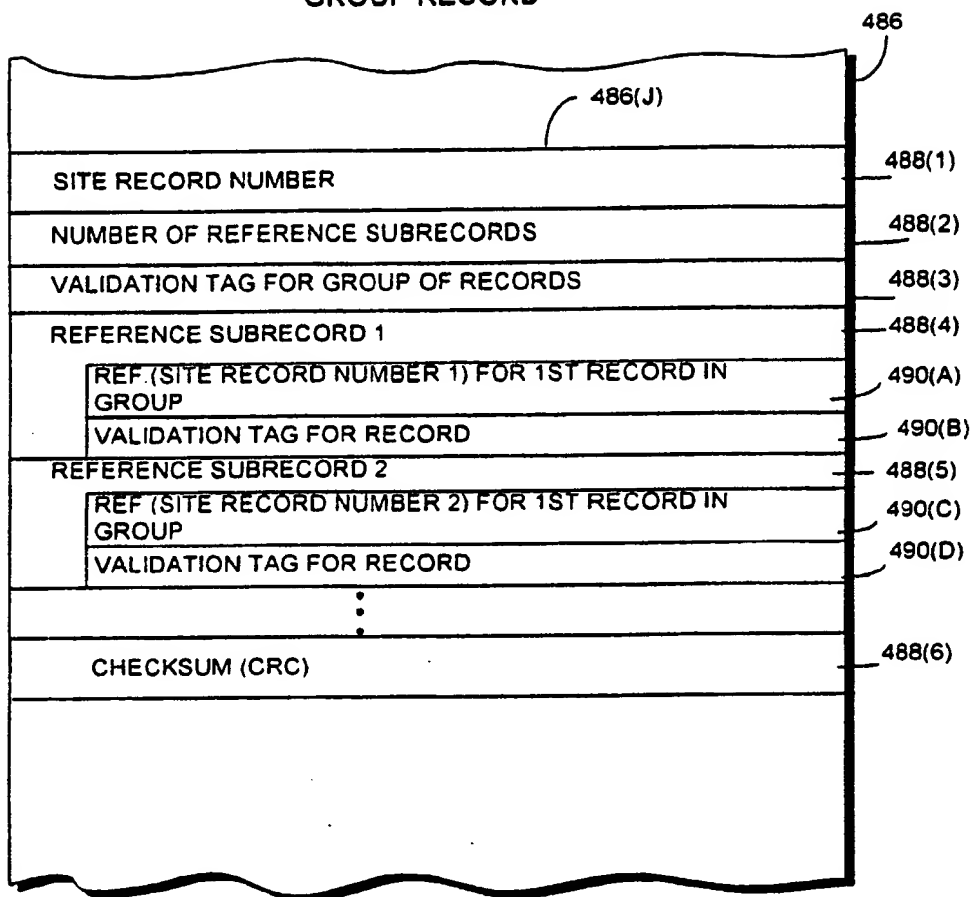 GROUP RECORD
486
486(J)
SITE RECORD NUMBER 488(1)
NUMBER OF REFERENCE SUBRECORDS 488(2)
VALIDATION TAG FOR GROUP OF RECORDS 488(3)
REFERENCE SUBRECORD 1 488(4)
REF.(SITE RECORD NUMBER 1) FOR 1ST RECORD IN 490(A)
GROUP
VALIDATION TAG FOR RECORD 490(B)
REFERENCE SUBRECORD 2 488(5)
REF (SITE RECORD NUMBER 2) FOR 1ST RECORD IN 490(C)
GROUP
VALIDATION TAG FOR RECORD 490(D)
CHECKSUM (CRC) 488(6)